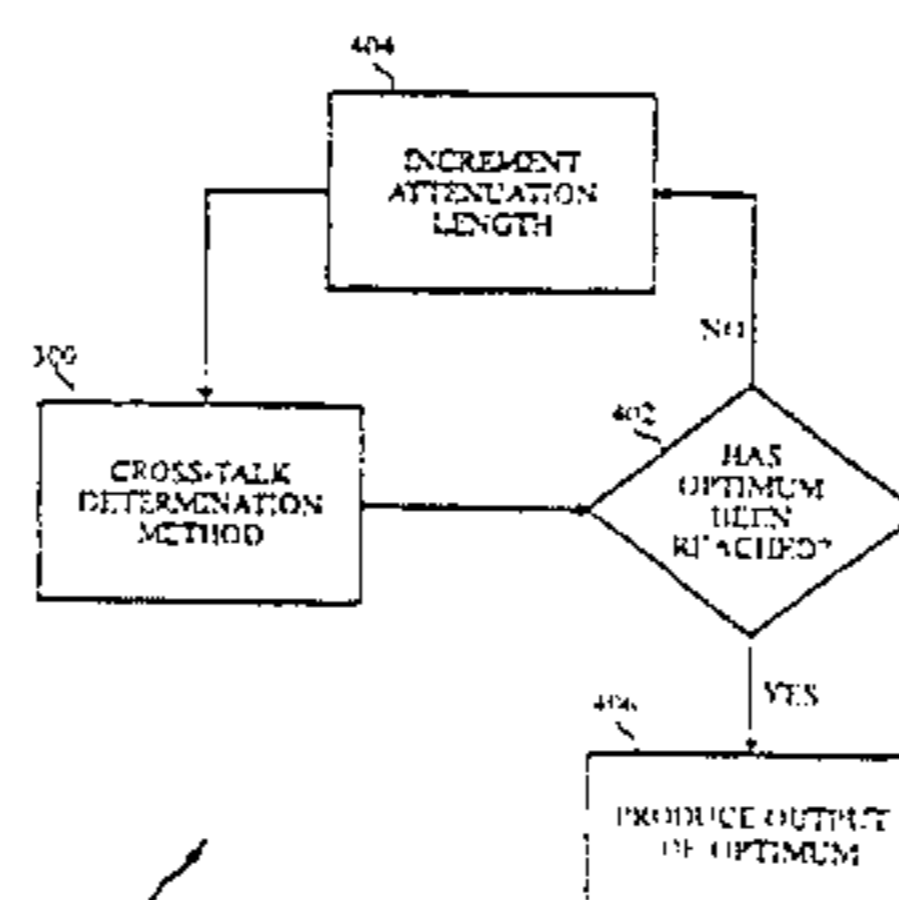 404
INCREMENT
ATTENUATION
LENGTH
NO
300
402
CROSS-TALK
DETERMINATION
METHOD
HAS
OPTIMUM
BEEN
REACHED?
YES
406
PRODUCE OUTPUT
OF OPTIMUM